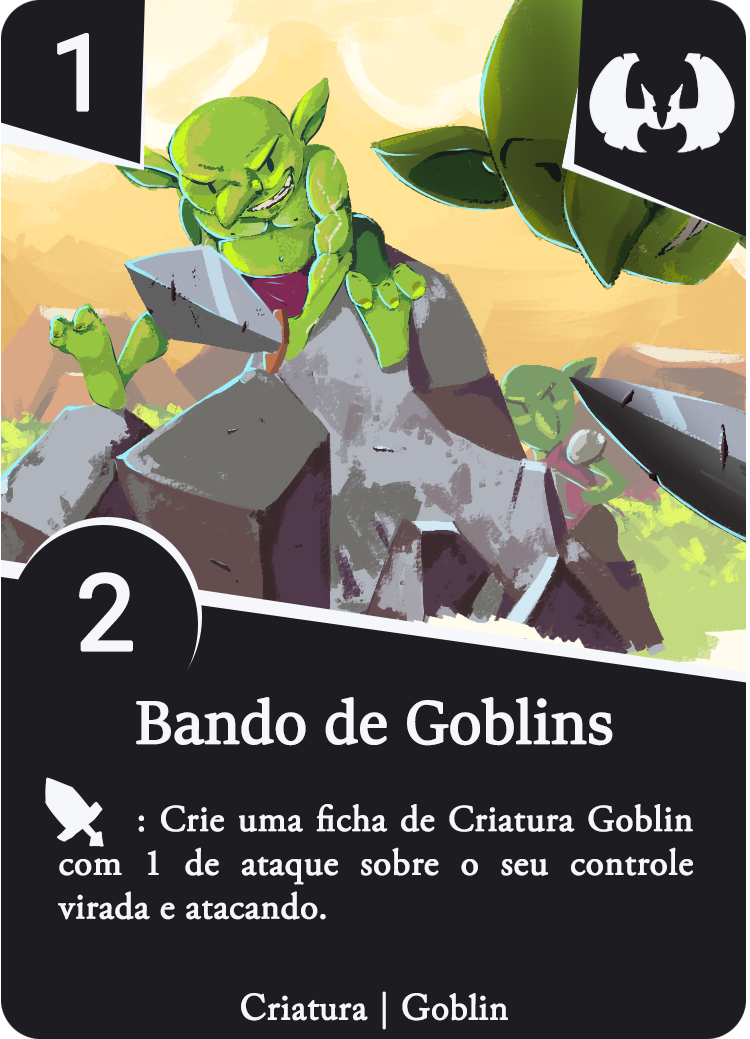 1
2
Bando de Goblins
: Crie uma ficha de Criatura Goblin
com 1 de ataque sobre o seu controle
virada e atacando.
Criatura | Goblin